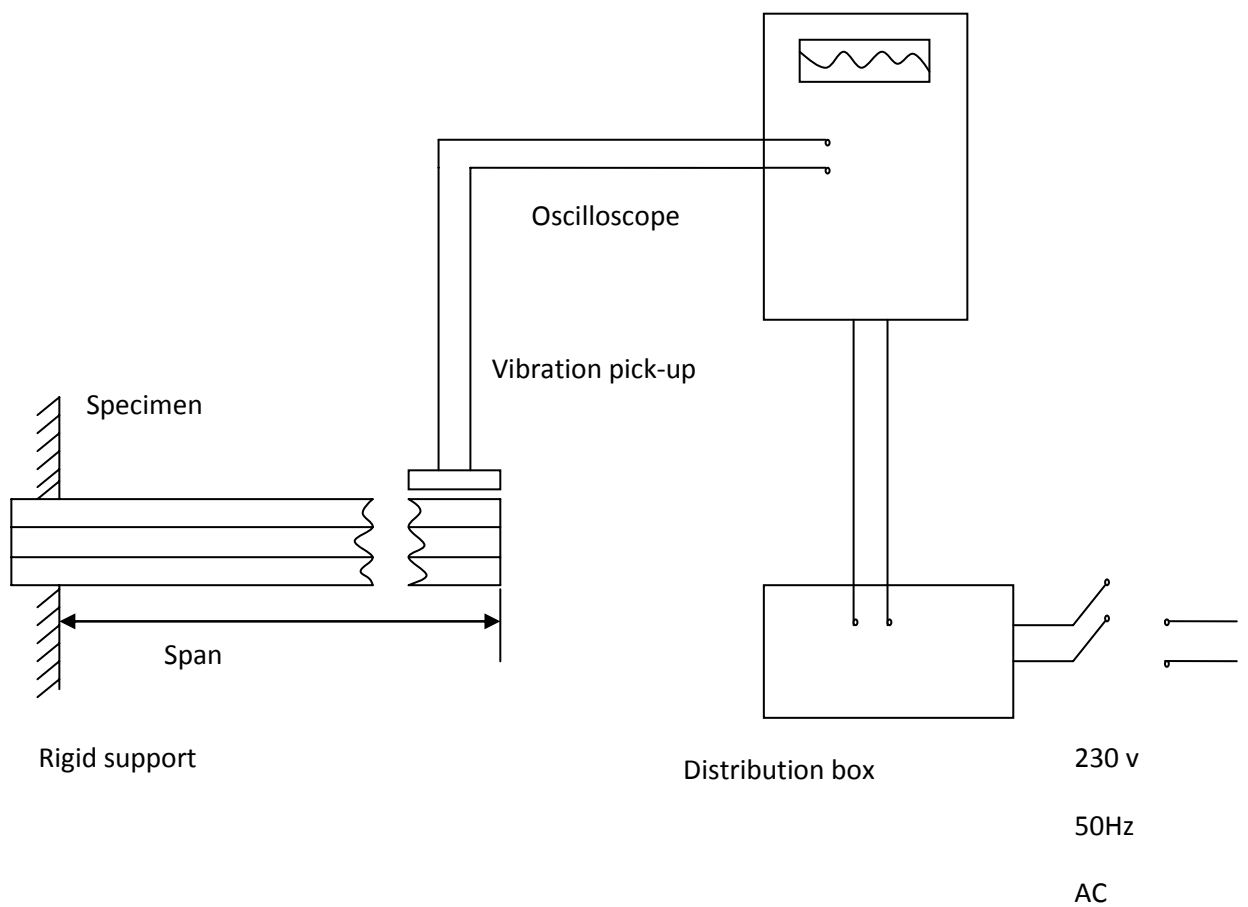 Oscilloscope
Vibration pick-up
Specimen
Span
Rigid support
Distribution box
230 v
50Hz
AC